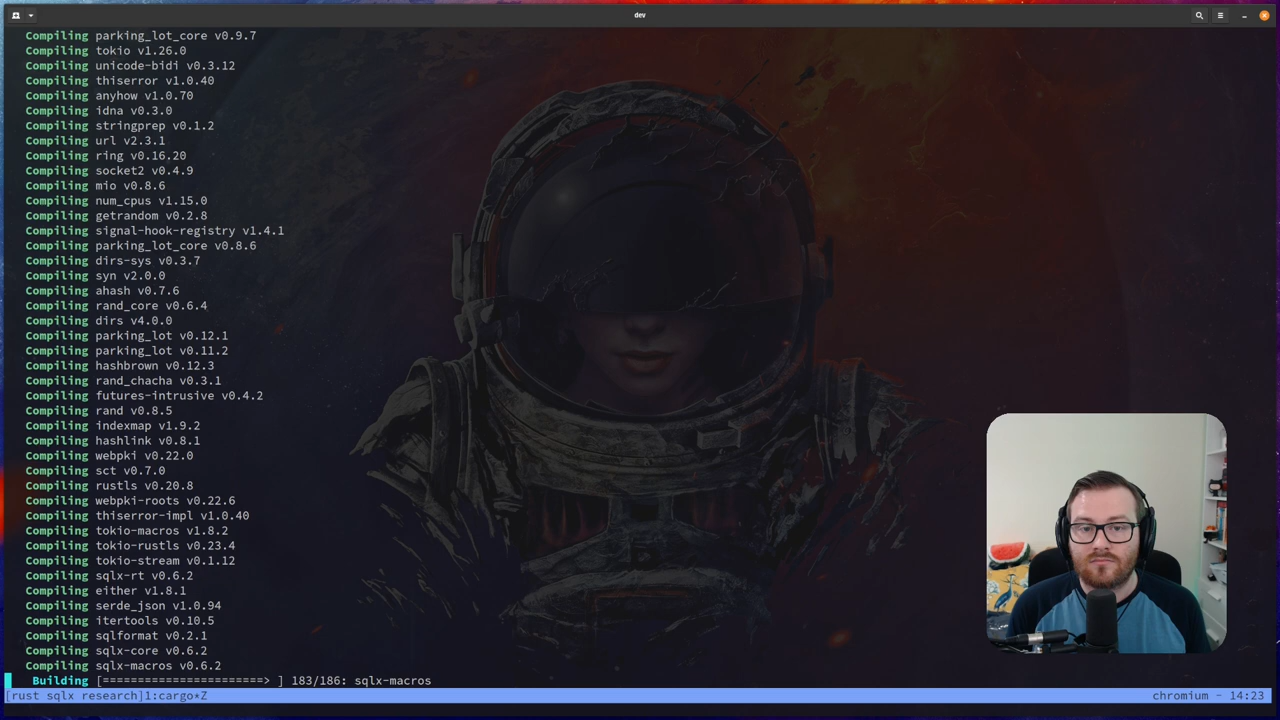 dev
Compiling parking_lot_core v0.9.7
Compiling tokio v1.26.0
Compiling unicode-bidi v0.3.12
Compiling thiserror v1.0.40
Compiling anyhow v1.0.70
Compiling idna v0.3.0
Compiling stringprep v0.1.2
Compiling url v2.3.1
Compiling ring v0.16.20
Compiling socket2 v0.4.9
Compiling mio v0.8.6
Compiling num_cpus v1.15.0
Compiling getrandom v0.2.8
Compiling signal-hook-registry v1.4.1
Compiling parking_lot_core v0.8.6
Compiling dirs-sys v0.3.7
Compiling syn v2.0.0
Compiling ahash v0.7.6
Compiling rand_core v0.6.4
Compiling dirs v4.0.0
Compiling parking_lot v0.12.1
Compiling parking_lot v0.11.2
Compiling hashbrown v0.12.3
Compiling rand_chacha v0.3.1
Compiling futures-intrusive v0.4.2
Compiling rand v0.8.5
Compiling indexmap v1.9.2
Compiling hashlink v0.8.1
Compiling webpki v0.22.0
Compiling sct v0.7.0
Compiling rustls v0.20.8
Compiling webpki-roots v0.22.6
Compiling thiserror-impl v1.0.40
Compiling tokio-macros v1.8.2
Compiling tokio-rustls v0.23.4
Compiling tokio-stream v0.1.12
Compiling sqlx-rt v0.6.2
Compiling either v1.8.1
Compiling serde_json v1.0.94
Compiling itertools v0.10.5
Compiling sqlformat v0.2.1
Compiling sqlx-core v0.6.2
Compiling sqlx-macros v0.6.2
Building [=======================> ] 183/186: sqlx-macros
[rust sqlx research]1:cargo*Z chromium - 14:23